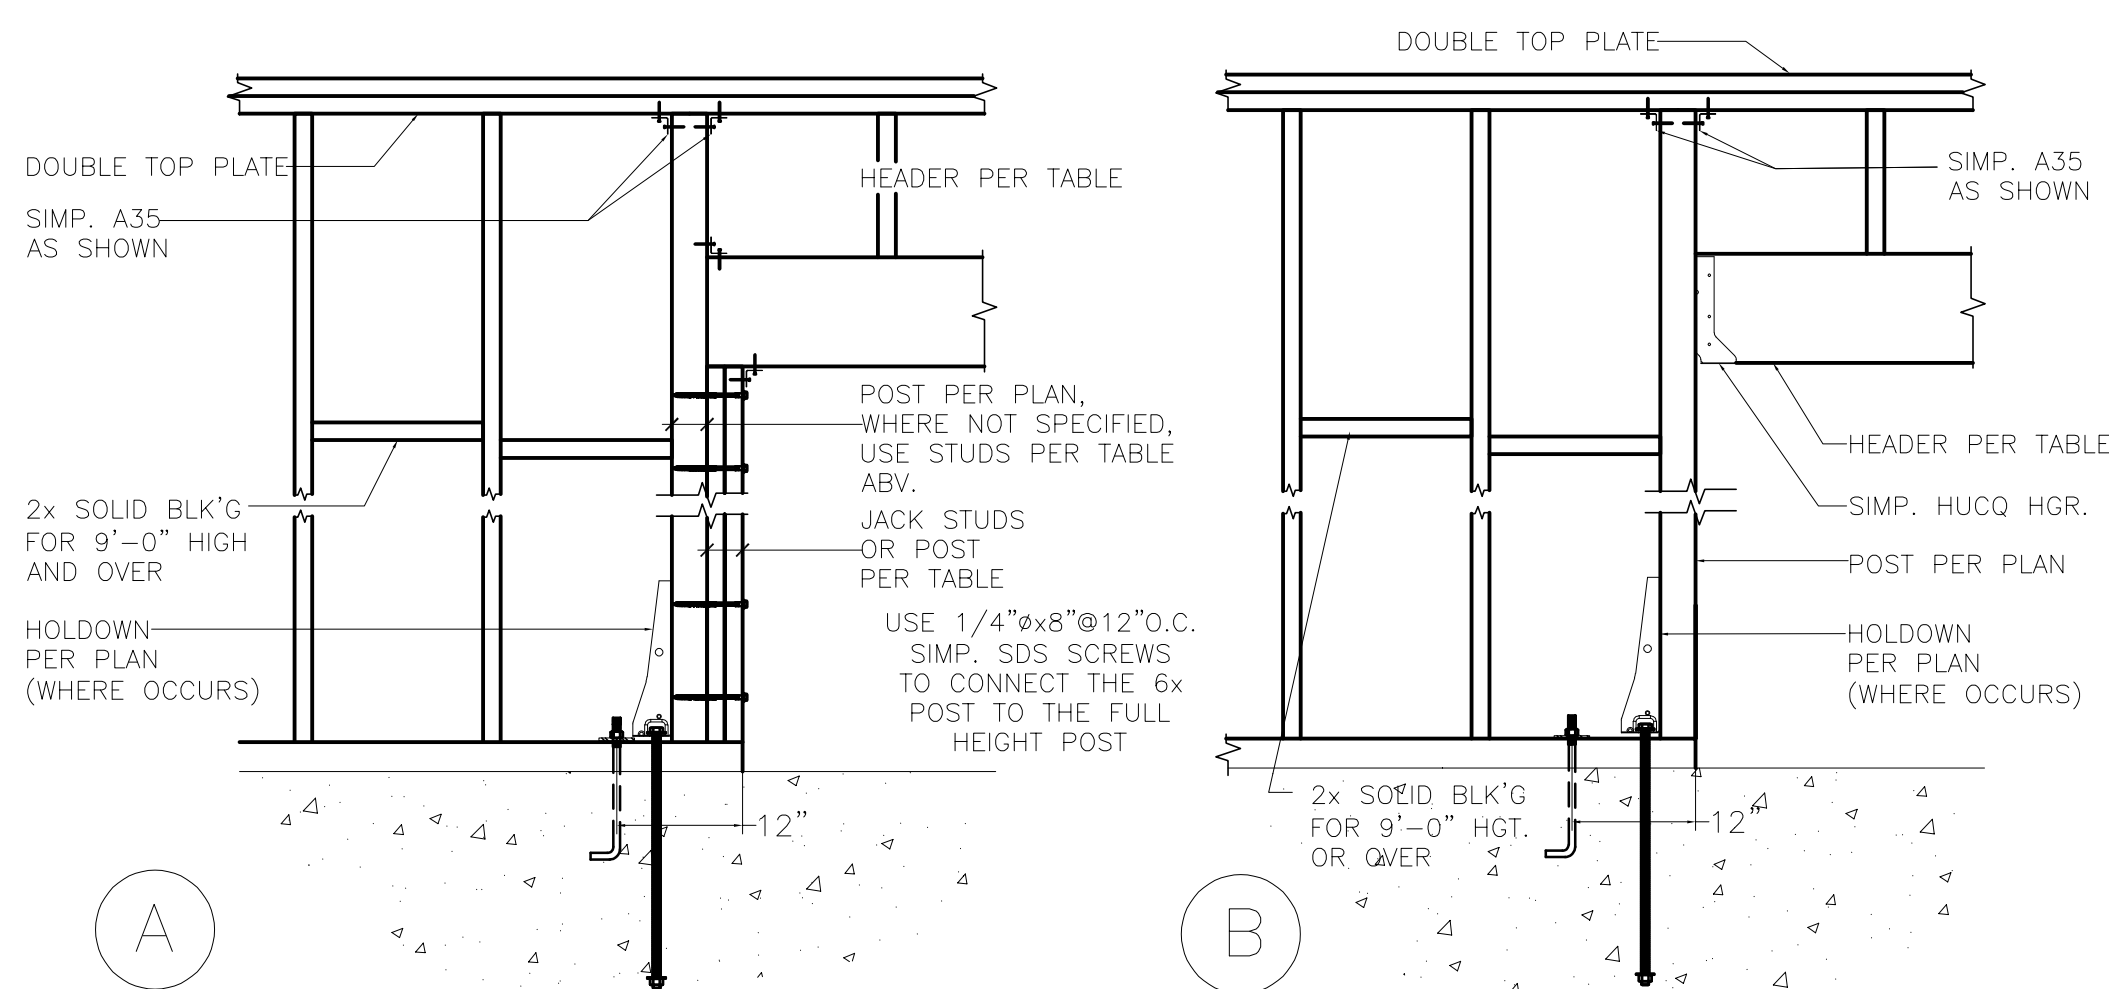 DOUBLE TOP PLATE
SIMP. A35
AS SHOWN
2x SOLID BLK'G
FOR 9'-0" HIGH
AND OVER
HOLDOWN
PER PLAN
(WHERE OCCURS)
HEADER PER TABLE
POST PER PLAN,
WHERE NOT SPECIFIED,
USE STUDS PER TABLE
ABV.
JACK STUDS
OR POST
PER TABLE
USE 1/4"øx8"@12"O.C.
SIMP. SDS SCREWS
TO CONNECT THE 6x
POST TO THE FULL
HEIGHT POST
12"
A
DOUBLE TOP PLATE
SIMP. A35
AS SHOWN
HEADER PER TABLE
SIMP. HUCQ HGR.
POST PER PLAN
HOLDOWN
PER PLAN
(WHERE OCCURS)
2x SOLID BLK'G
FOR 9'-0" HGT.
OR OVER
12"
B